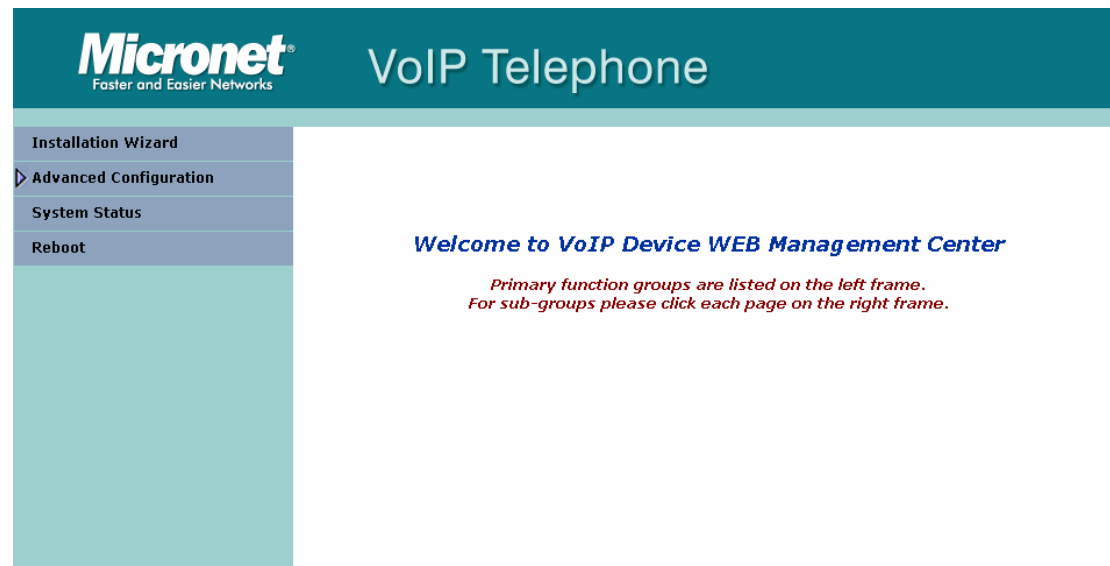 Micronet®
Faster and Easier Networks
VoIP Telephone
Installation Wizard
Advanced Configuration
System Status
Reboot
Welcome to VoIP Device WEB Management Center
Primary function groups are listed on the left frame.
For sub-groups please click each page on the right frame.